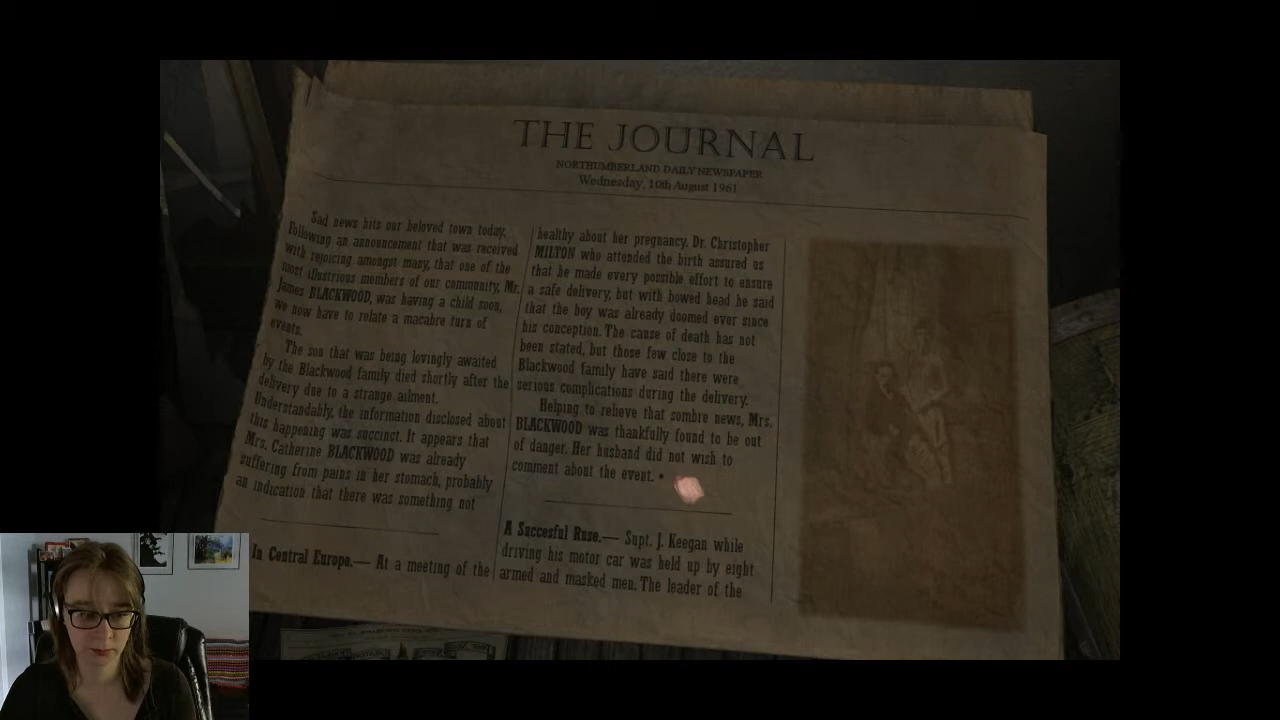 THE JOURNAL
NORTHUMBERLAND DAILY NEWSPAPER
Wednesday, 10th August 1961
Sad news hits our beloved town today.
Following an announcement that was received
with rejoicing amongst many, that one of the
most illustrious members of our community, Mr.
James BLACKWOOD, was having a child soon,
we now have to relate a macabre turn of
events.
The son that was being lovingly awaited
by the Blackwood family died shortly after the
delivery due to a strange ailment.
Understandably, the information disclosed about
this happening was succinct. It appears that
Mrs. Catherine BLACKWOOD was already
suffering from pains in her stomach, probably
an indication that there was something not
In Central Europe.— At a meeting of the
healthy about her pregnancy. Dr. Christopher
MILTON who attended the birth assured us
that he made every possible effort to ensure
a safe delivery, but with bowed head he said
that the boy was already doomed ever since
his conception. The cause of death has not
been stated, but those few close to the
Blackwood family have said there were
serious complications during the delivery.
Helping to relieve that sombre news, Mrs.
BLACKWOOD was thankfully found to be out
of danger. Her husband did not wish to
comment about the event. •
A Succesful Ruse.— Supt. J. Keegan while
driving his motor car was held up by eight
armed and masked men. The leader of the